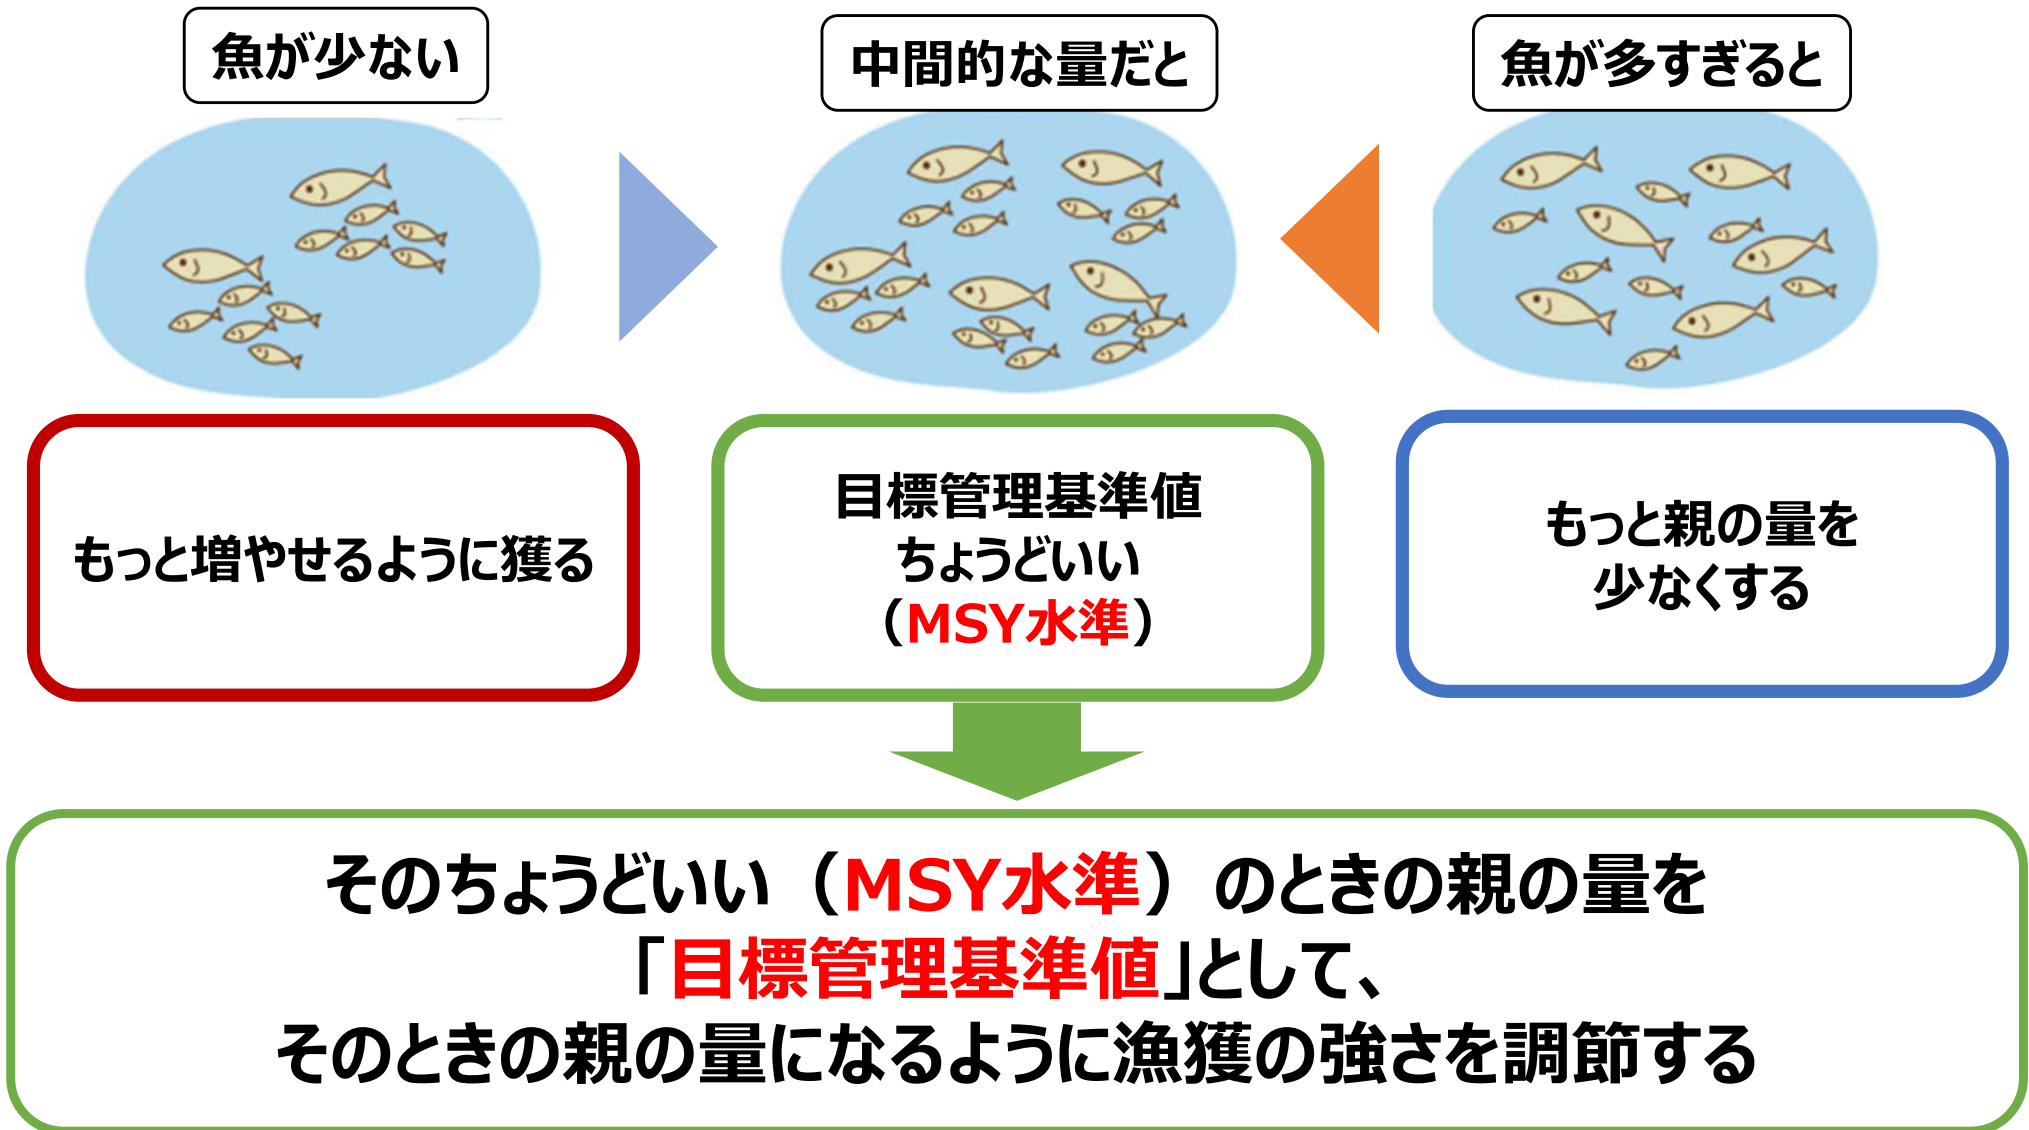 魚が少ない
中間的な量だと
魚が多すぎると
もっと増やせるように獲る
目標管理基準値
ちょうどいい
（MSY水準）
もっと親の量を
少なくする
そのちょうどいい（MSY水準）のときの親の量を
「目標管理基準値」として、
そのときの親の量になるように漁獲の強さを調節する